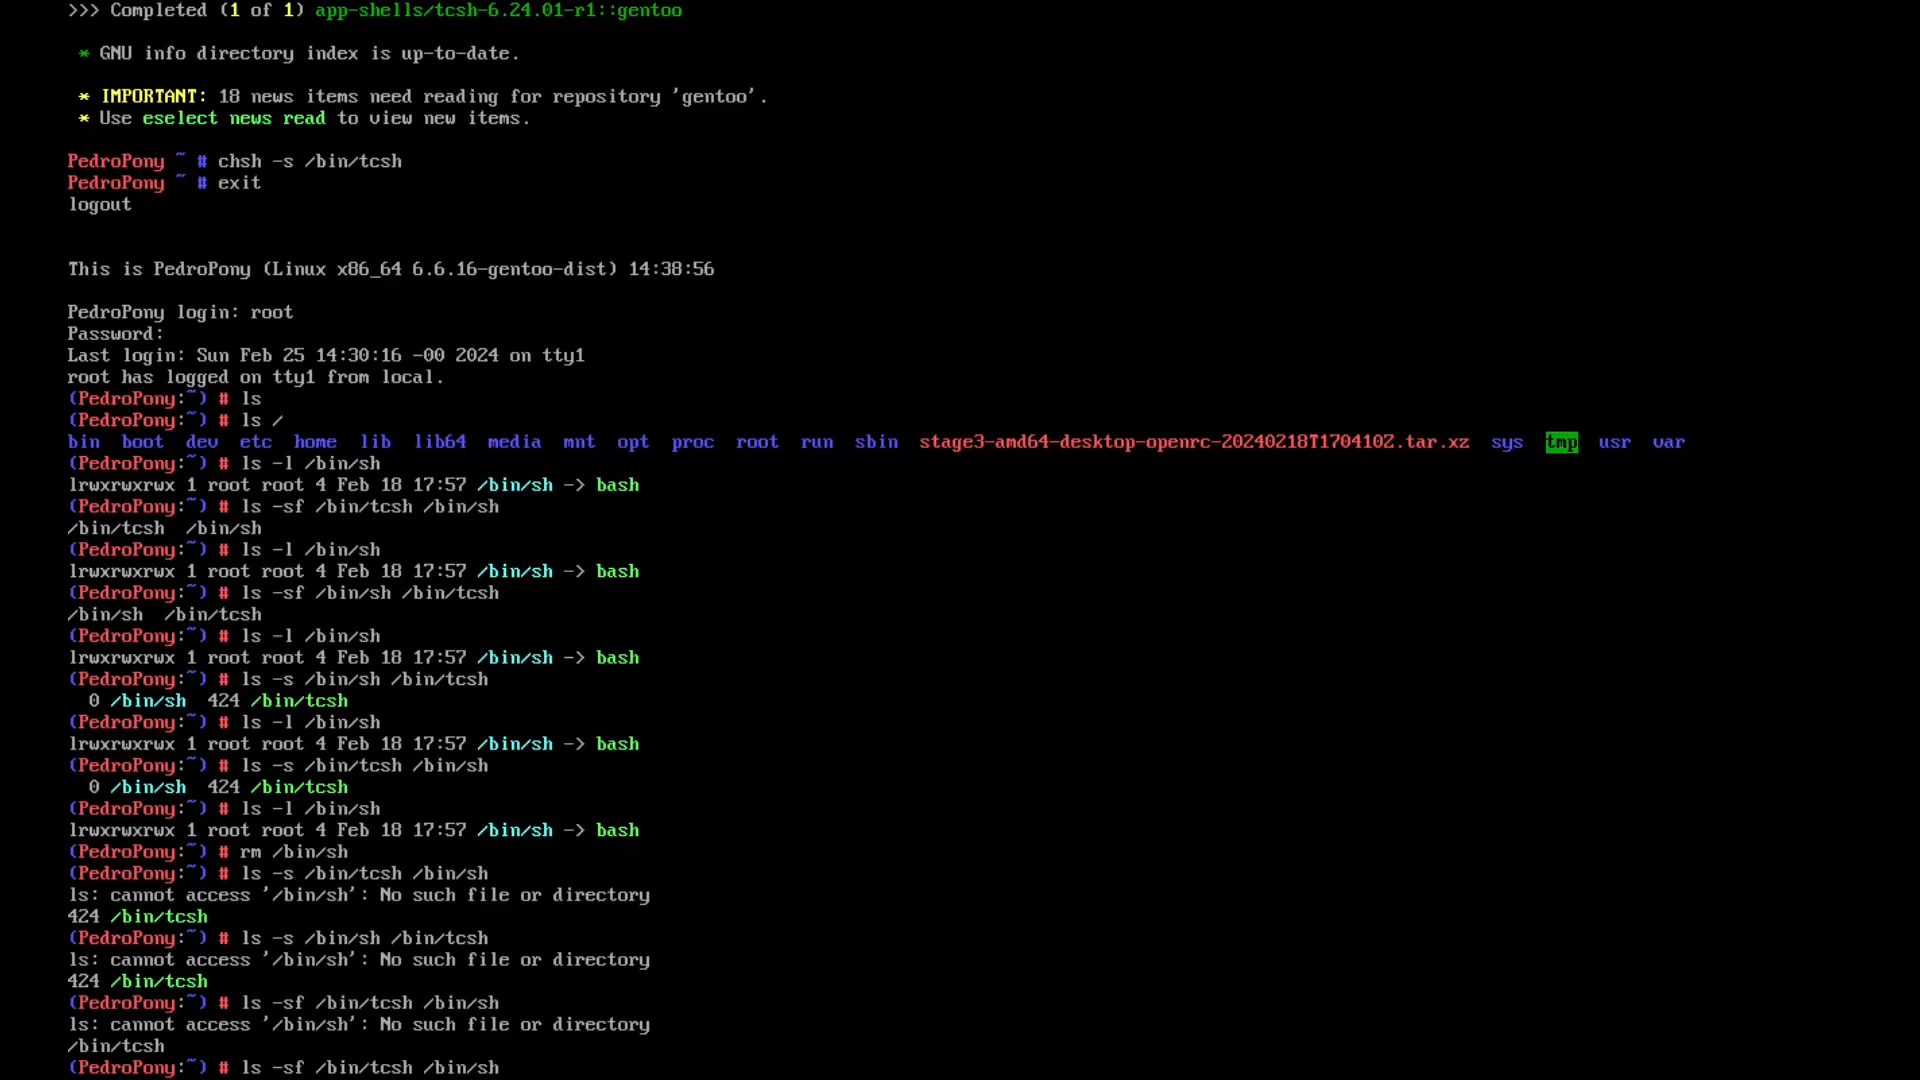 >>> Completed (1 of 1) app-shells/tcsh-6.24.01-r1::gentoo
* GNU info directory index is up-to-date.
* IMPORTANT: 18 news items need reading for repository 'gentoo'.
* Use eselect news read to view new items.
PedroPony ~ # chsh -s /bin/tcsh
PedroPony ~ # exit
logout
This is PedroPony (Linux x86_64 6.6.16-gentoo-dist) 14:38:56
PedroPony login: root
Password:
Last login: Sun Feb 25 14:30:16 -00 2024 on tty1
root has logged on tty1 from local.
(PedroPony:~) # ls
(PedroPony:~) # ls /
bin boot dev etc home lib lib64 media mnt opt proc root run sbin stage3-amd64-desktop-openrc-20240218T170410Z.tar.xz sys tmp usr var
(PedroPony:~) # ls -l /bin/sh
lrwxrwxrwx 1 root root 4 Feb 18 17:57 /bin/sh -> bash
(PedroPony:~) # ls -sf /bin/tcsh /bin/sh
/bin/tcsh /bin/sh
(PedroPony:~) # ls -l /bin/sh
lrwxrwxrwx 1 root root 4 Feb 18 17:57 /bin/sh -> bash
(PedroPony:~) # ls -sf /bin/sh /bin/tcsh
/bin/sh /bin/tcsh
(PedroPony:~) # ls -l /bin/sh
lrwxrwxrwx 1 root root 4 Feb 18 17:57 /bin/sh -> bash
(PedroPony:~) # ls -s /bin/sh /bin/tcsh
0 /bin/sh 424 /bin/tcsh
(PedroPony:~) # ls -l /bin/sh
lrwxrwxrwx 1 root root 4 Feb 18 17:57 /bin/sh -> bash
(PedroPony:~) # ls -s /bin/tcsh /bin/sh
0 /bin/sh 424 /bin/tcsh
(PedroPony:~) # ls -l /bin/sh
lrwxrwxrwx 1 root root 4 Feb 18 17:57 /bin/sh -> bash
(PedroPony:~) # rm /bin/sh
(PedroPony:~) # ls -s /bin/tcsh /bin/sh
ls: cannot access '/bin/sh': No such file or directory
424 /bin/tcsh
(PedroPony:~) # ls -s /bin/sh /bin/tcsh
ls: cannot access '/bin/sh': No such file or directory
424 /bin/tcsh
(PedroPony:~) # ls -sf /bin/tcsh /bin/sh
ls: cannot access '/bin/sh': No such file or directory
/bin/tcsh
(PedroPony:~) # ls -sf /bin/tcsh /bin/sh